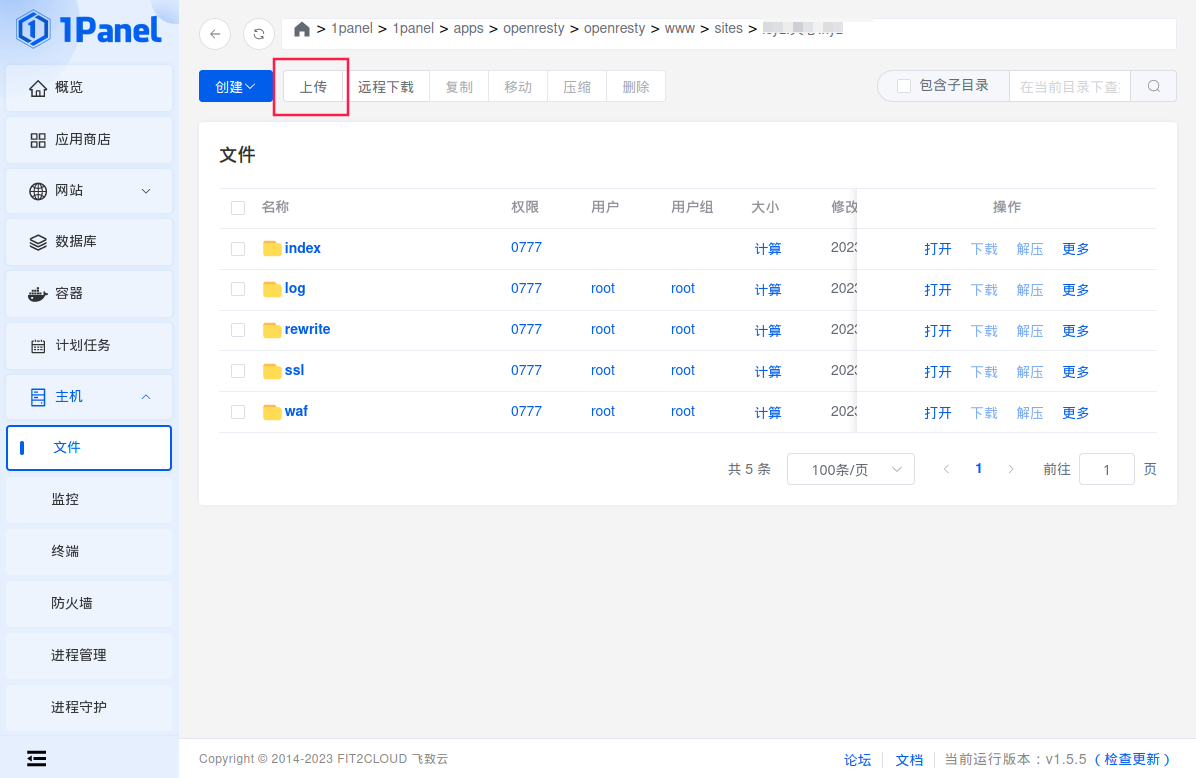 1Panel
概览
应用商店
网站
数据库
容器
计划任务
主机
文件
监控
终端
防火墙
进程管理
进程守护
> 1panel > 1panel > apps > openresty > openresty > www > sites >
创建 上传 远程下载 复制 移动 压缩 删除 包含子目录 在当前目录下查
文件
名称 权限 用户 用户组 大小 修改 操作
index 0777 计算 2023 打开 下载 解压 更多
log 0777 root root 计算 2023 打开 下载 解压 更多
rewrite 0777 root root 计算 2023 打开 下载 解压 更多
ssl 0777 root root 计算 2023 打开 下载 解压 更多
waf 0777 root root 计算 2023 打开 下载 解压 更多
共 5 条 100条/页 1 前往 1 页
Copyright © 2014-2023 FIT2CLOUD 飞致云 论坛 文档 当前运行版本：v1.5.5（检查更新）